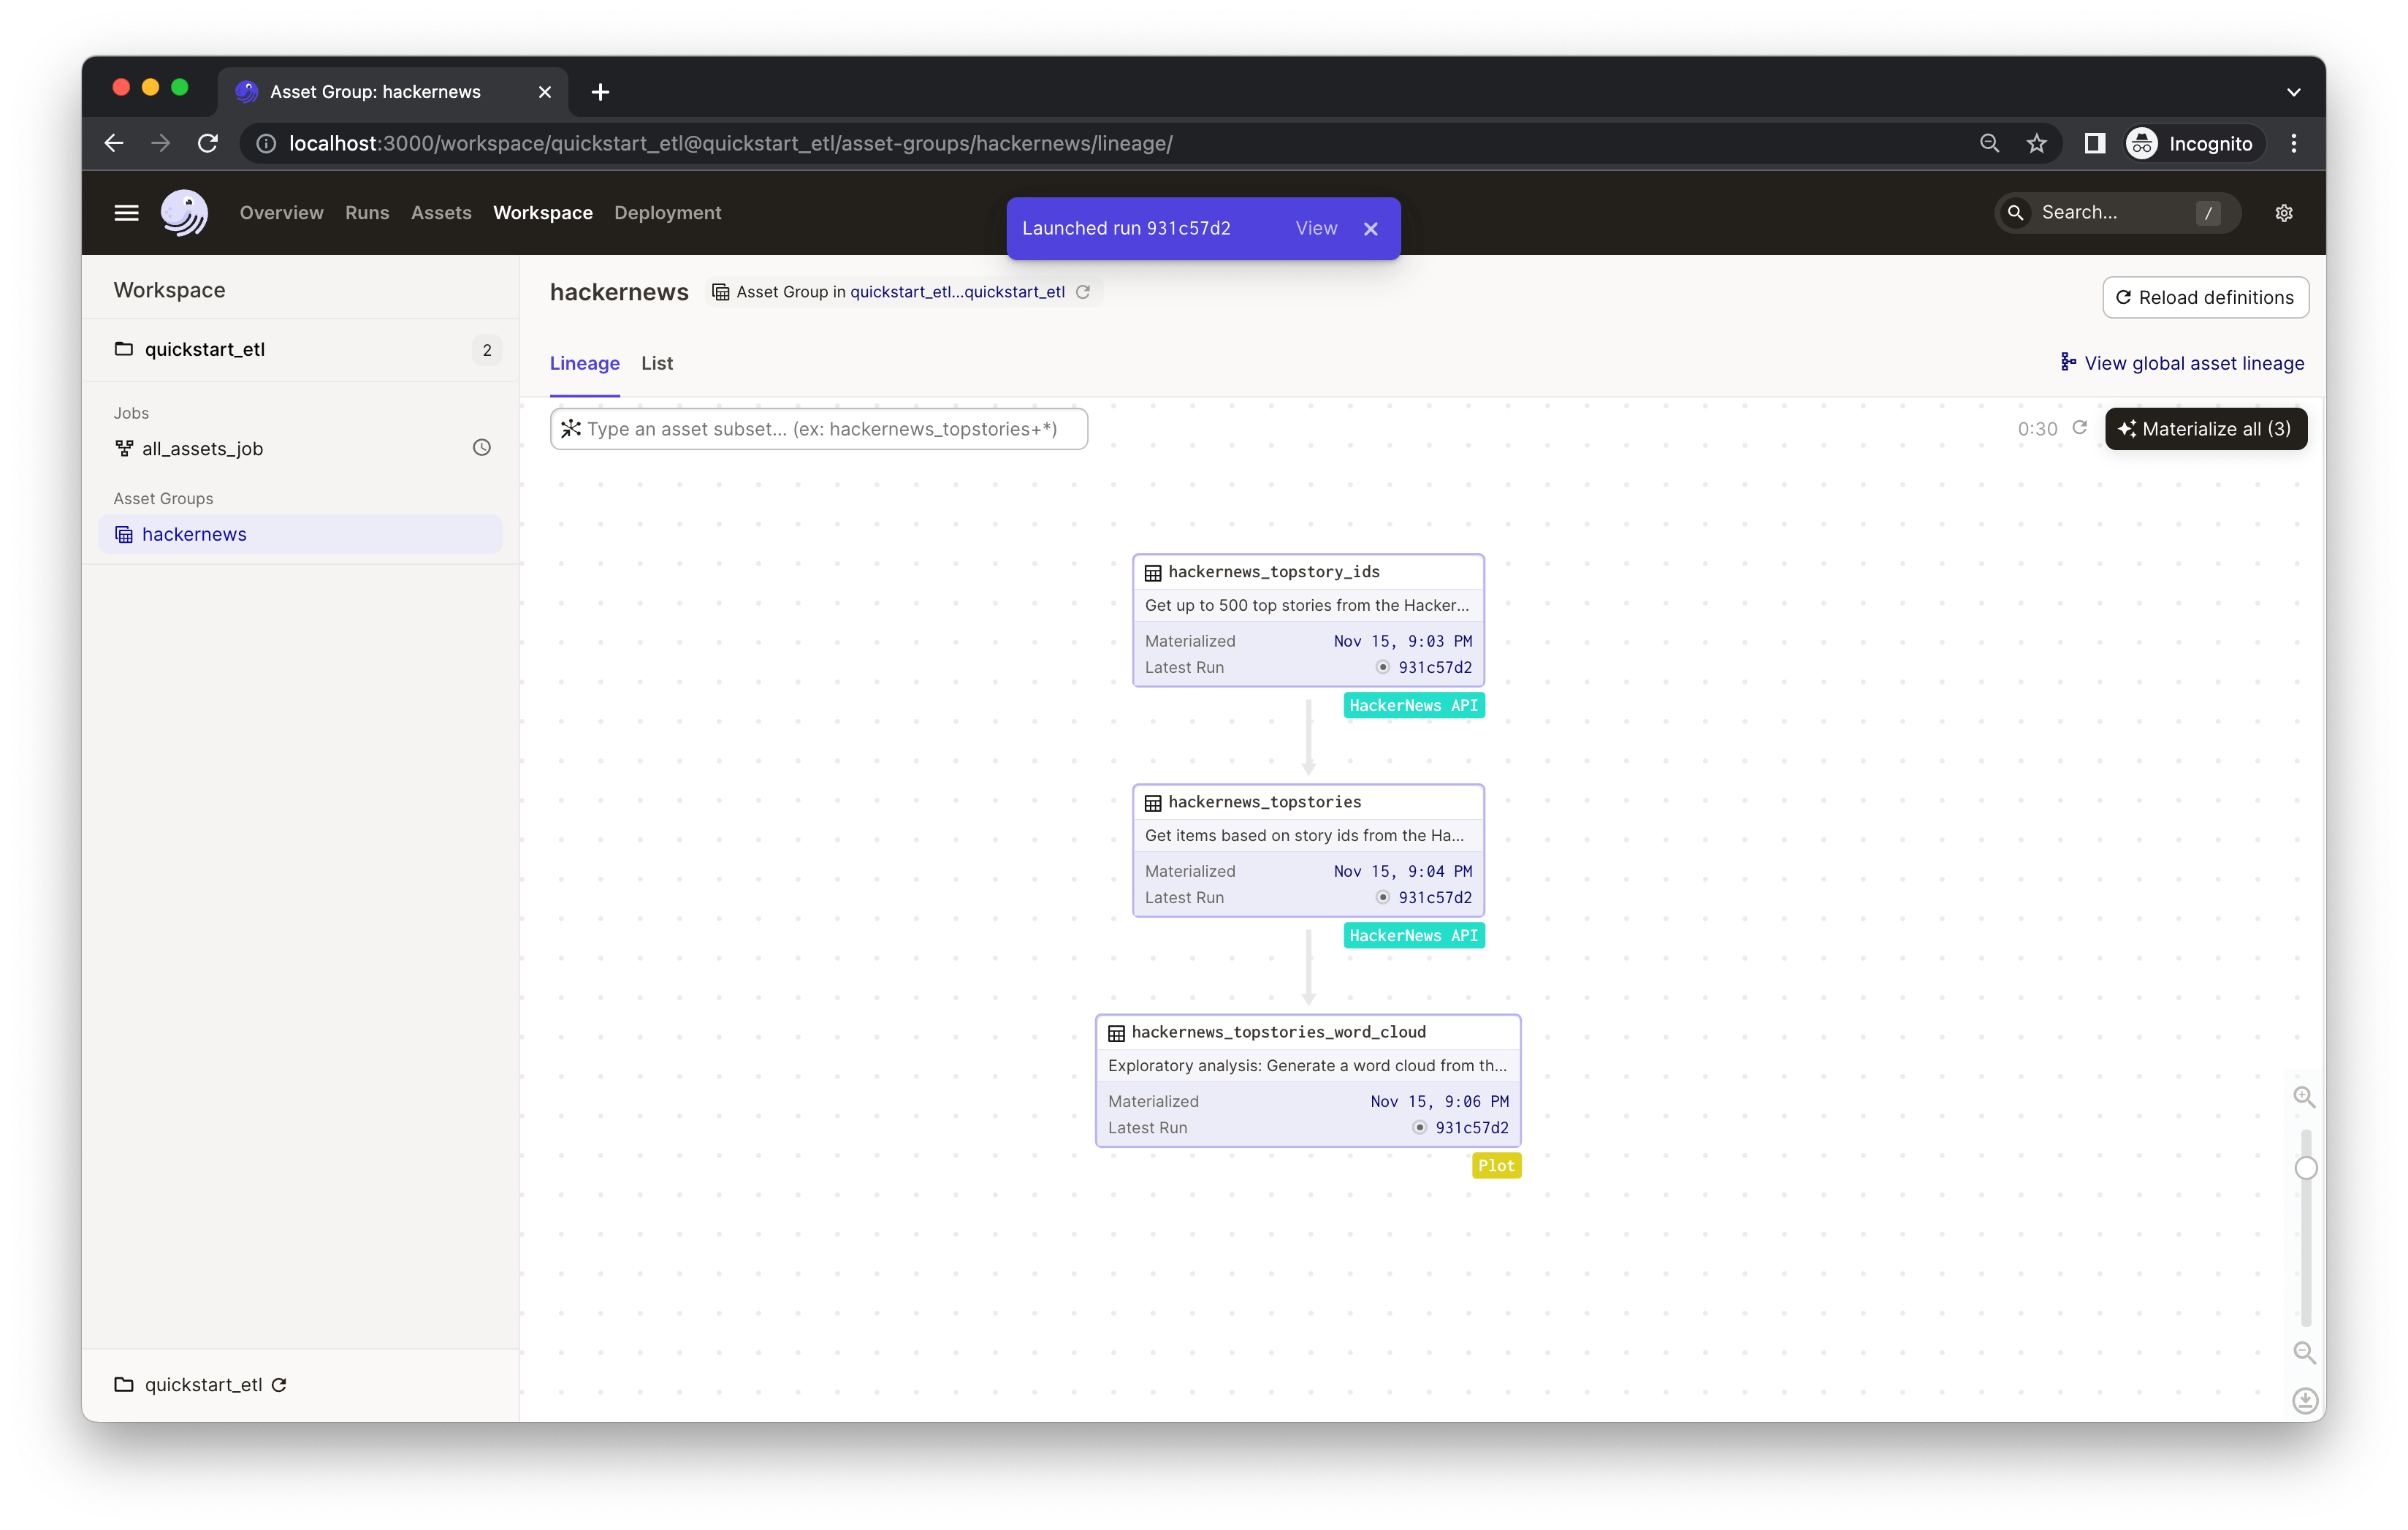 Asset Group: hackernews
localhost:3000/workspace/quickstart_etl@quickstart_etl/asset-groups/hackernews/lineage/
Incognito
Overview Runs Assets Workspace Deployment
Launched run 931c57d2 View
Search... /
Workspace
quickstart_etl 2
Jobs
all_assets_job
Asset Groups
hackernews
quickstart_etl
hackernews Asset Group in quickstart_etl...quickstart_etl
Reload definitions
Lineage List
View global asset lineage
Type an asset subset… (ex: hackernews_topstories+*)
0:30
Materialize all (3)
hackernews_topstory_ids
Get up to 500 top stories from the Hacker...
Materialized Nov 15, 9:03 PM
Latest Run 931c57d2
HackerNews API
hackernews_topstories
Get items based on story ids from the Ha...
Materialized Nov 15, 9:04 PM
Latest Run 931c57d2
HackerNews API
hackernews_topstories_word_cloud
Exploratory analysis: Generate a word cloud from th...
Materialized Nov 15, 9:06 PM
Latest Run 931c57d2
Plot